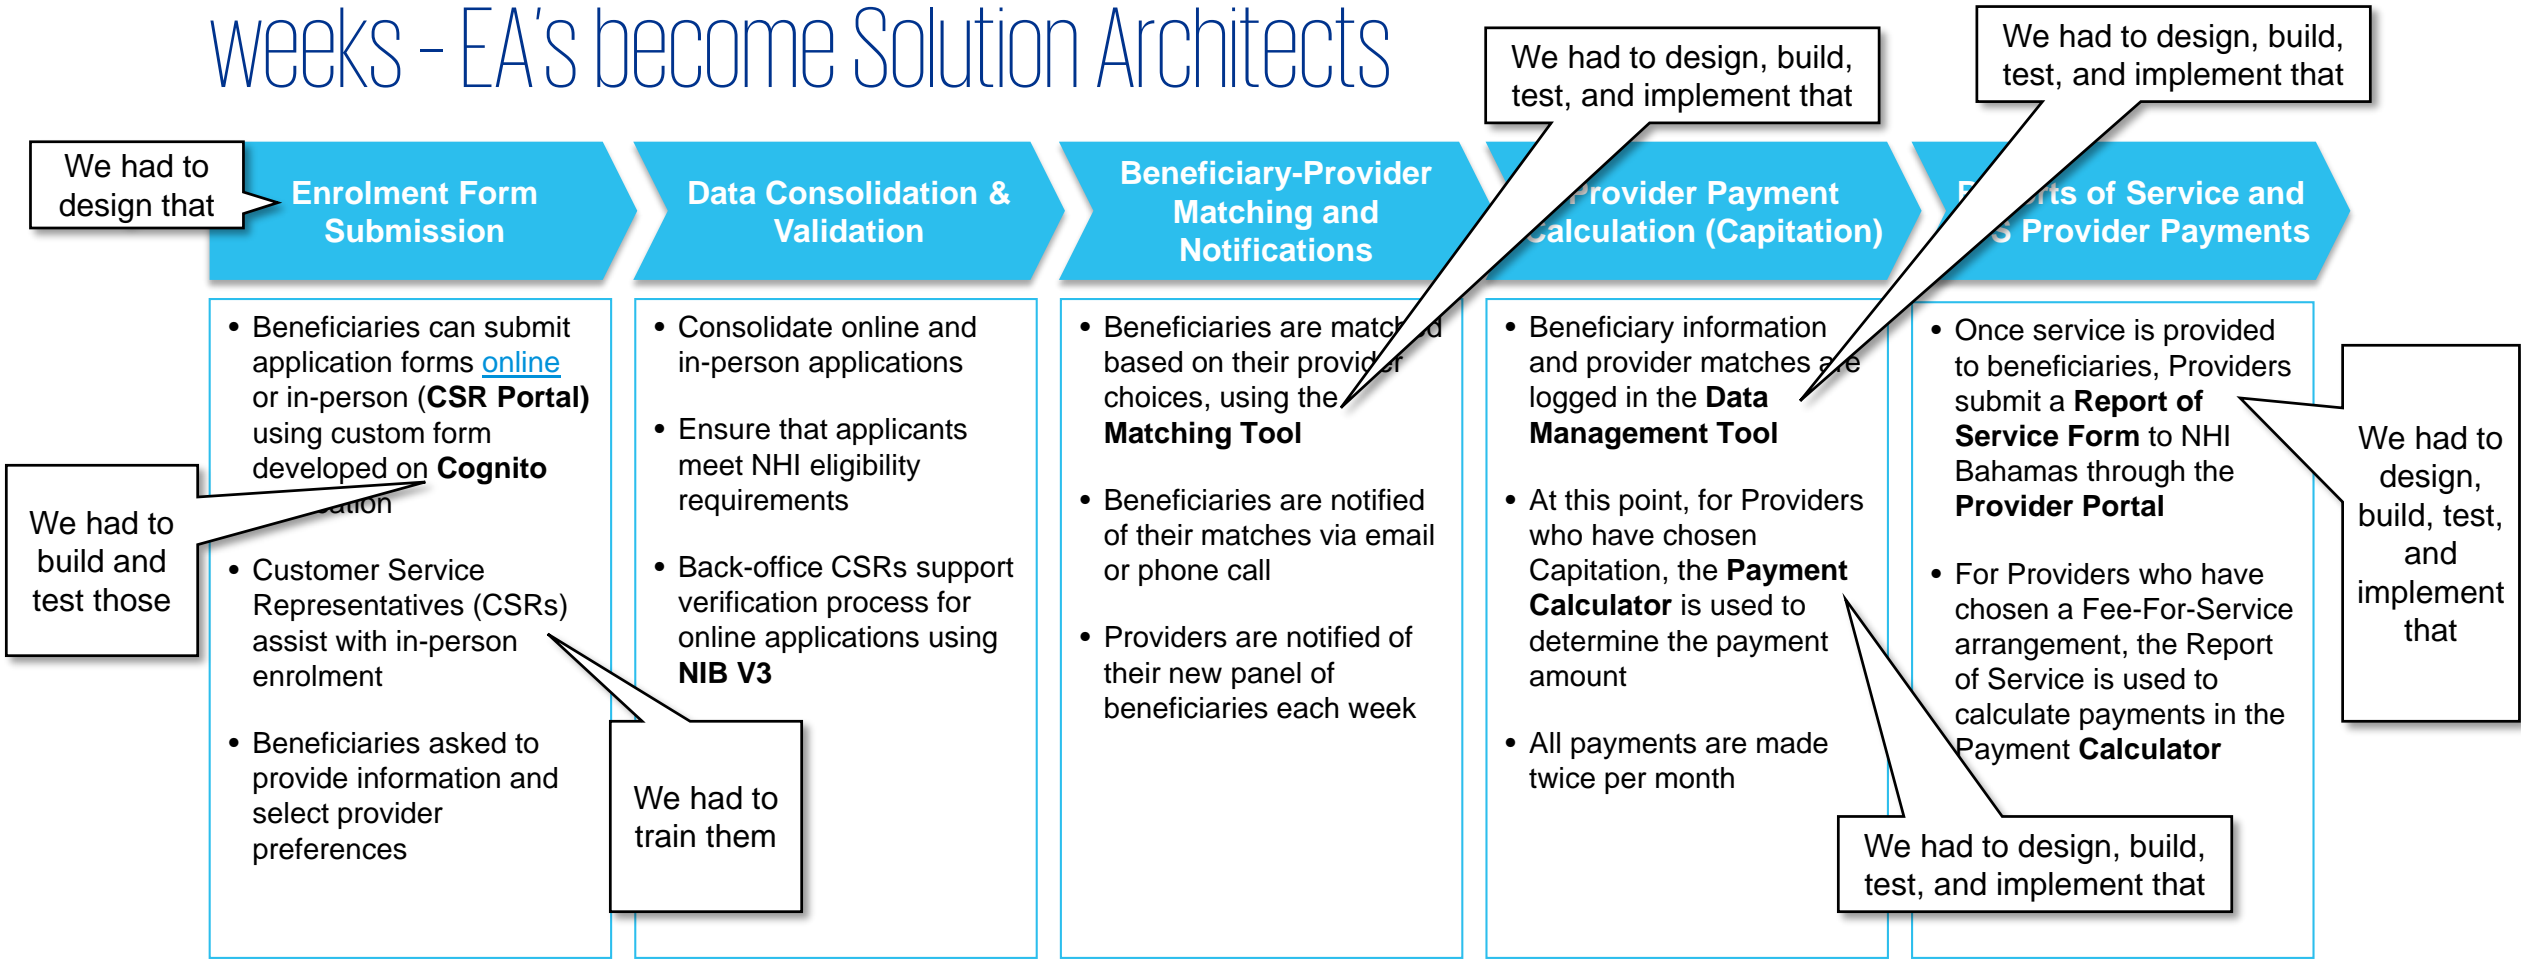 weeks – EA's become Solution Architects
We had to design, build,
test, and implement that
We had to design, build,
test, and implement that
We had to
design that
Enrolment Form
Submission
Data Consolidation &
Validation
Beneficiary-Provider
Matching and
Notifications
Provider Payment
Calculation (Capitation)
of Service and
Provider Payments
• Beneficiaries can submit
application forms online
or in-person (CSR Portal)
using custom form
developed on Cognito
• Customer Service
Representatives (CSRs)
assist with in-person
enrolment
• Beneficiaries asked to
provide information and
select provider
preferences
We had to
build and
test those
We had to
train them
• Consolidate online and
in-person applications
• Ensure that applicants
meet NHI eligibility
requirements
• Back-office CSRs support
verification process for
online applications using
NIB V3
• Beneficiaries are matched
based on their provider
choices, using the
Matching Tool
• Beneficiaries are notified
of their matches via email
or phone call
• Providers are notified of
their new panel of
beneficiaries each week
• Beneficiary information
and provider matches are
logged in the Data
Management Tool
• At this point, for Providers
who have chosen
Capitation, the Payment
Calculator is used to
determine the payment
amount
• All payments are made
twice per month
We had to design, build,
test, and implement that
• Once service is provided
to beneficiaries, Providers
submit a Report of
Service Form to NHI
Bahamas through the
Provider Portal
• For Providers who have
chosen a Fee-For-Service
arrangement, the Report
of Service is used to
calculate payments in the
Payment Calculator
We had to
design,
build, test,
and
implement
that